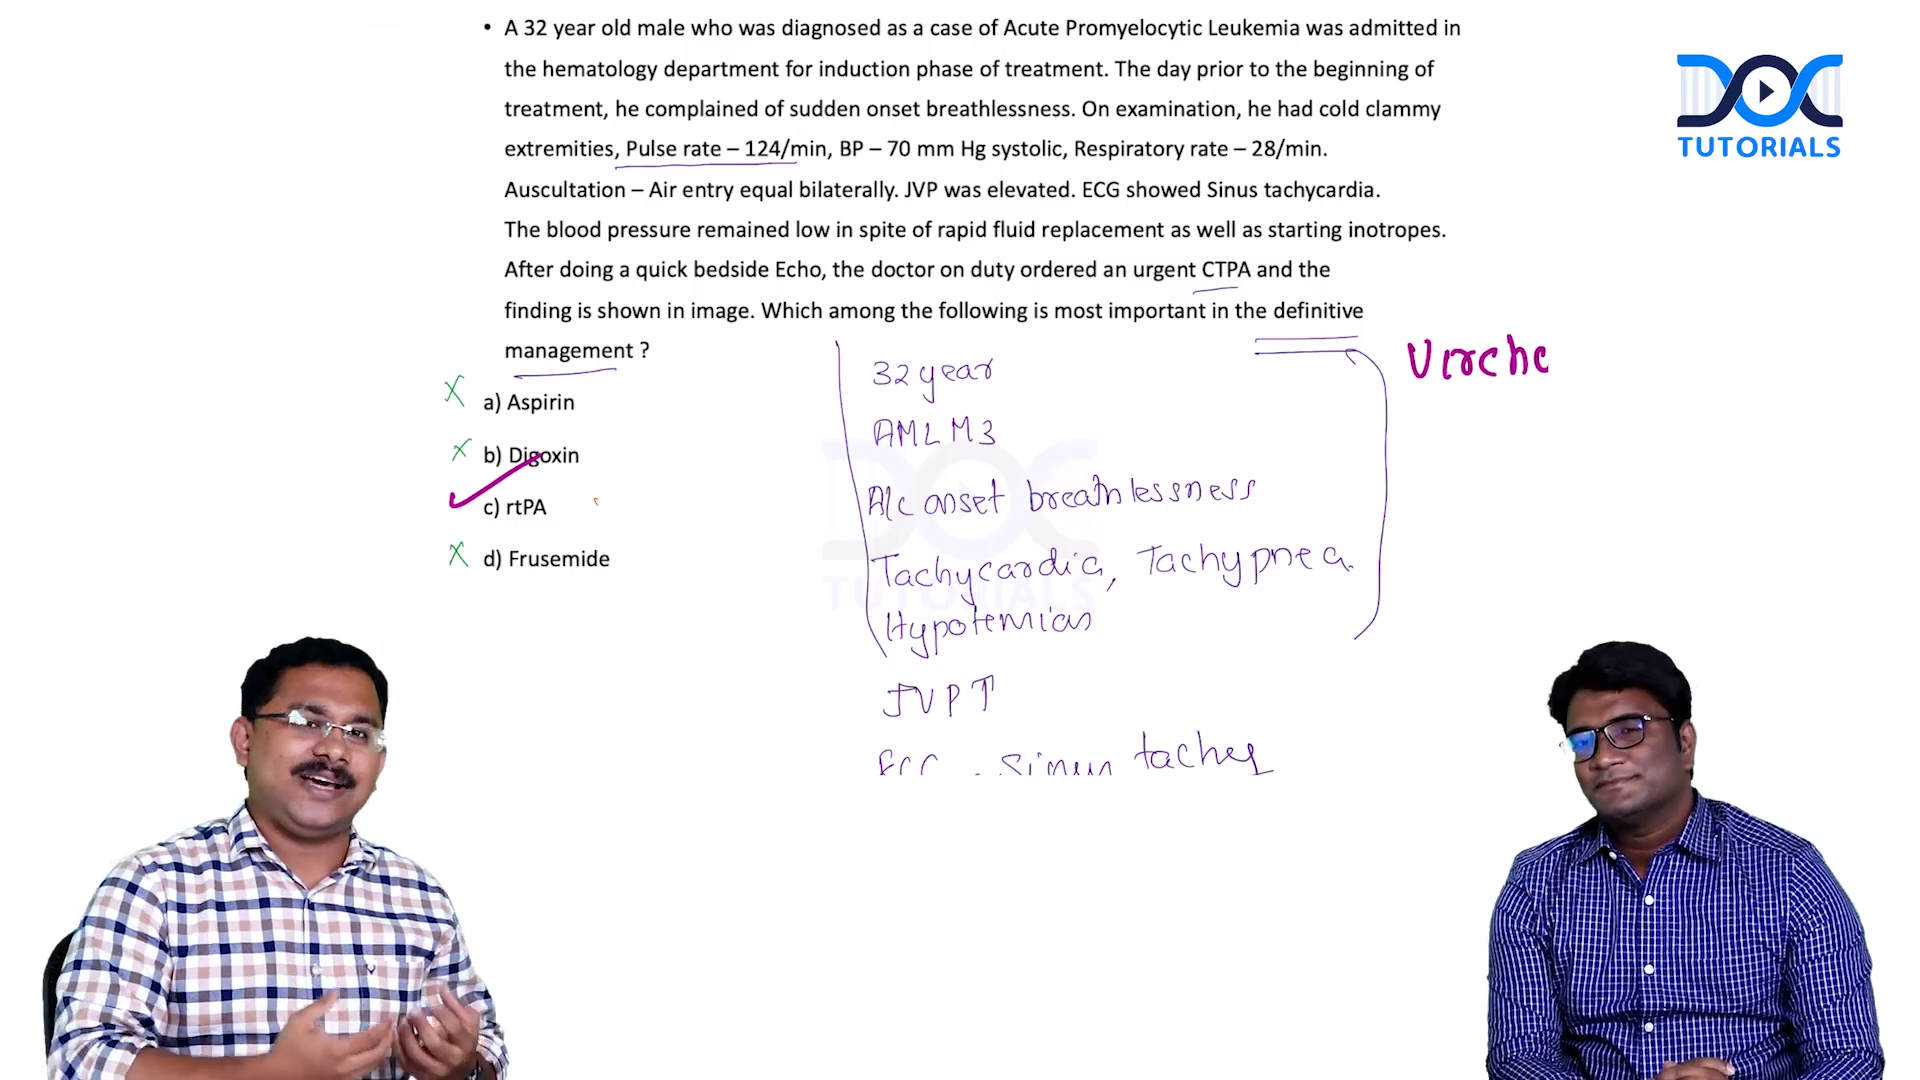 • A 32 year old male who was diagnosed as a case of Acute Promyelocytic Leukemia was admitted in
the hematology department for induction phase of treatment. The day prior to the beginning of
treatment, he complained of sudden onset breathlessness. On examination, he had cold clammy
extremities, Pulse rate – 124/min, BP – 70 mm Hg systolic, Respiratory rate – 28/min.
Auscultation – Air entry equal bilaterally. JVP was elevated. ECG showed Sinus tachycardia.
The blood pressure remained low in spite of rapid fluid replacement as well as starting inotropes.
After doing a quick bedside Echo, the doctor on duty ordered an urgent CTPA and the
finding is shown in image. Which among the following is most important in the definitive
management ?
a) Aspirin
b) Digoxin
c) rtPA
d) Frusemide
32 year
AML M3
A/c onset breathlessness
Tachycardia, Tachypnea.
JVP ↑
tachy
DOC
TUTORIALS
DOC
TUTORIALS